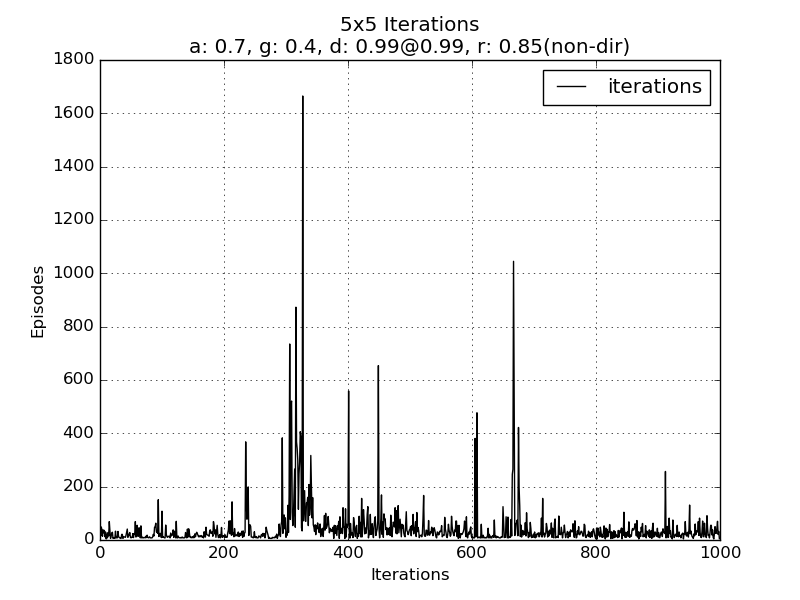 5x5 Iterations
a: 0.7, g: 0.4, d: 0.99@0.99, r: 0.85(non-dir)
iterations
1800
1600
1400
1200
1000
800
600
400
200
0
Episodes
0 200 400 600 800 1000
Iterations